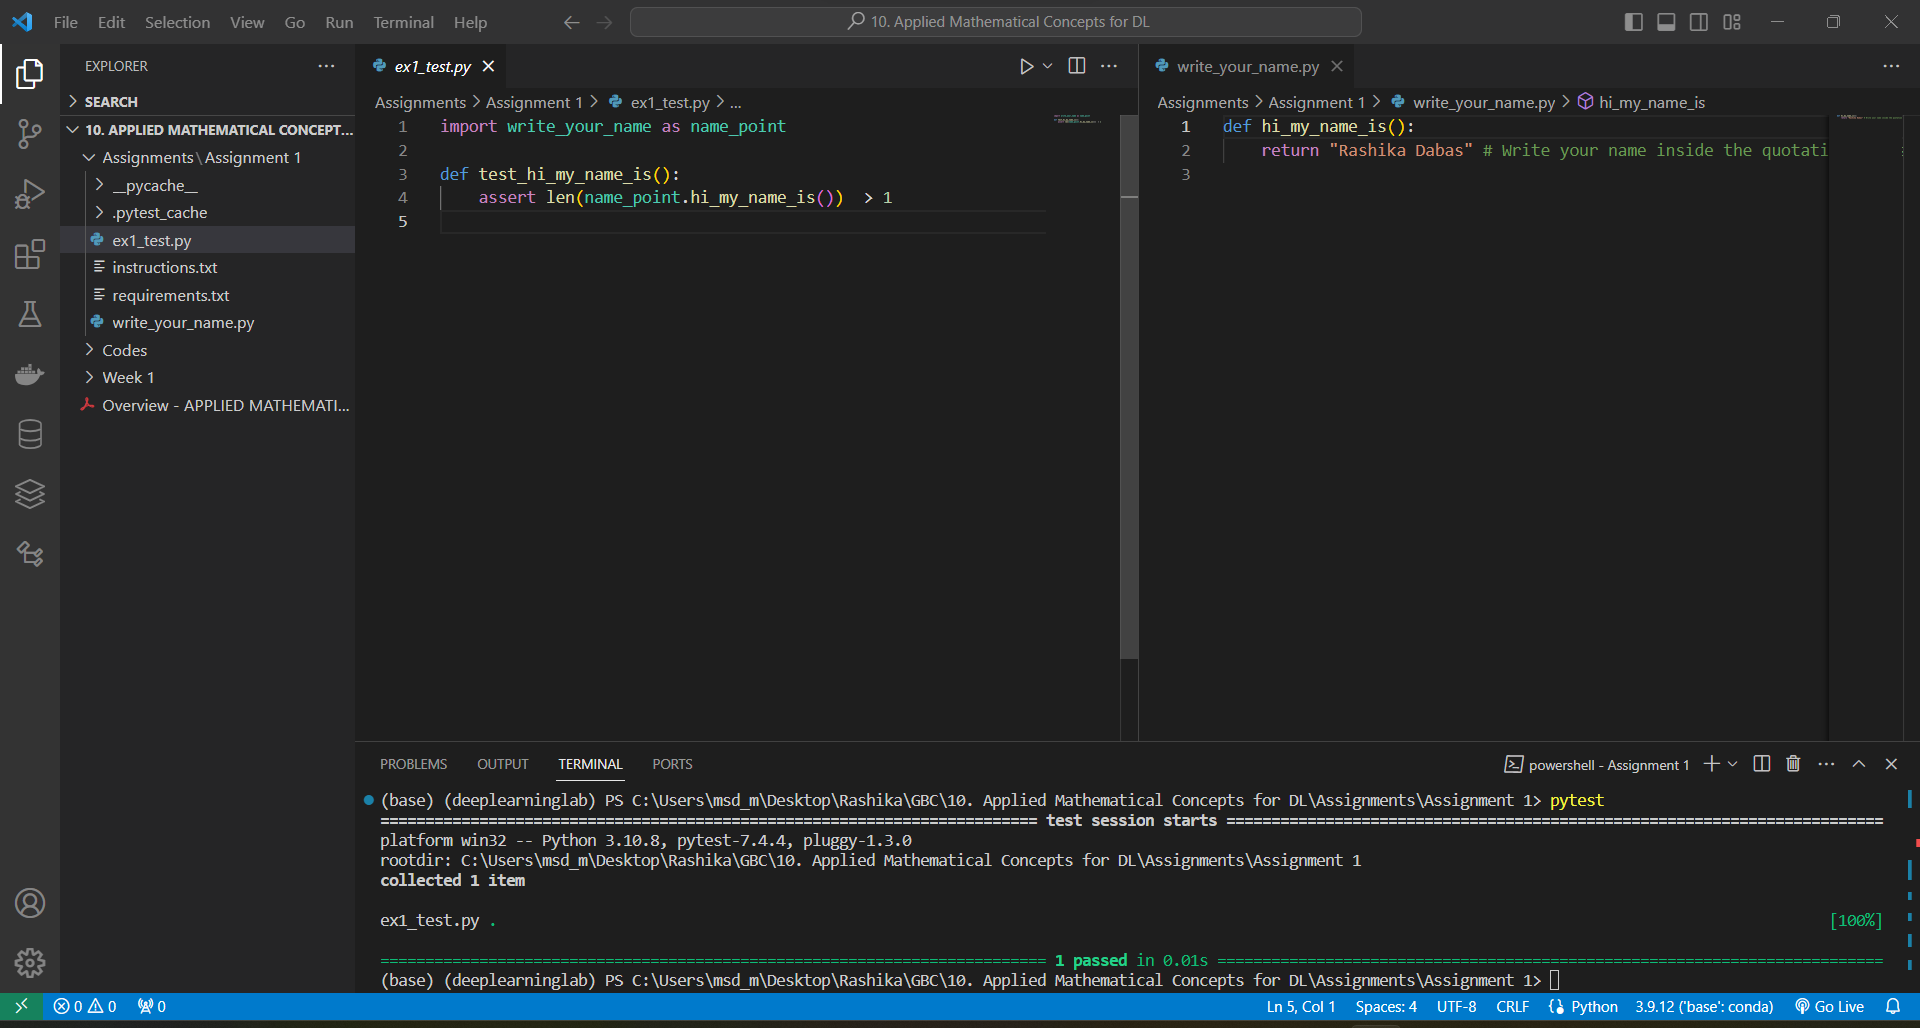 File Edit Selection View Go Run Terminal Help
10. Applied Mathematical Concepts for DL
EXPLORER
SEARCH
10. APPLIED MATHEMATICAL CONCEPT...
Assignments\Assignment 1
__pycache__
.pytest_cache
ex1_test.py
instructions.txt
requirements.txt
write_your_name.py
Codes
Week 1
Overview - APPLIED MATHEMATI...
ex1_test.py
Assignments > Assignment 1 > ex1_test.py > ...
1 import write_your_name as name_point
2
3 def test_hi_my_name_is():
4 assert len(name_point.hi_my_name_is()) > 1
5
write_your_name.py
Assignments > Assignment 1 > write_your_name.py > hi_my_name_is
1 def hi_my_name_is():
2 return "Rashika Dabas" # Write your name inside the quotati
3
PROBLEMS OUTPUT TERMINAL PORTS
powershell - Assignment 1
(base) (deeplearninglab) PS C:\Users\msd_m\Desktop\Rashika\GBC\10. Applied Mathematical Concepts for DL\Assignments\Assignment 1> pytest
========================================================================= test session starts =========================================================================
platform win32 -- Python 3.10.8, pytest-7.4.4, pluggy-1.3.0
rootdir: C:\Users\msd_m\Desktop\Rashika\GBC\10. Applied Mathematical Concepts for DL\Assignments\Assignment 1
collected 1 item
ex1_test.py . [100%]
========================================================================== 1 passed in 0.01s ==========================================================================
(base) (deeplearninglab) PS C:\Users\msd_m\Desktop\Rashika\GBC\10. Applied Mathematical Concepts for DL\Assignments\Assignment 1>
0 0 0
Ln 5, Col 1 Spaces: 4 UTF-8 CRLF Python 3.9.12 ('base': conda) Go Live